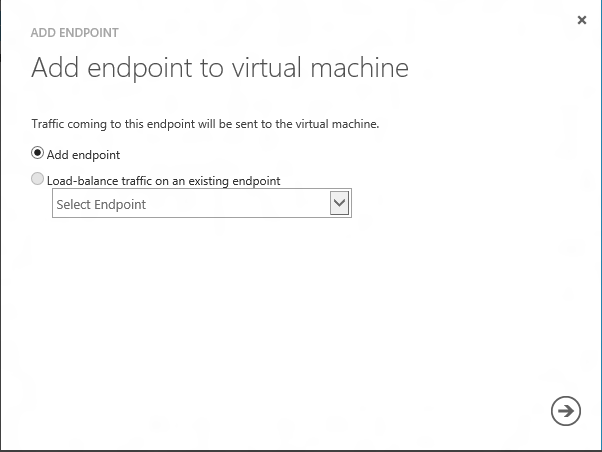 ADD ENDPOINT
Add endpoint to virtual machine
Traffic coming to this endpoint will be sent to the virtual machine.
Add endpoint
Load-balance traffic on an existing endpoint
Select Endpoint